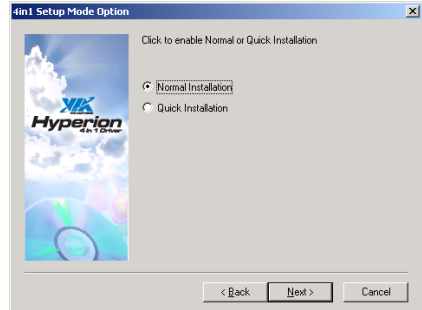 4in1 Setup Mode Option
Click to enable Normal or Quick Installation
Normal Installation
Quick Installation
VIA
Hyperion
4 in 1 Driver
< Back
Next >
Cancel